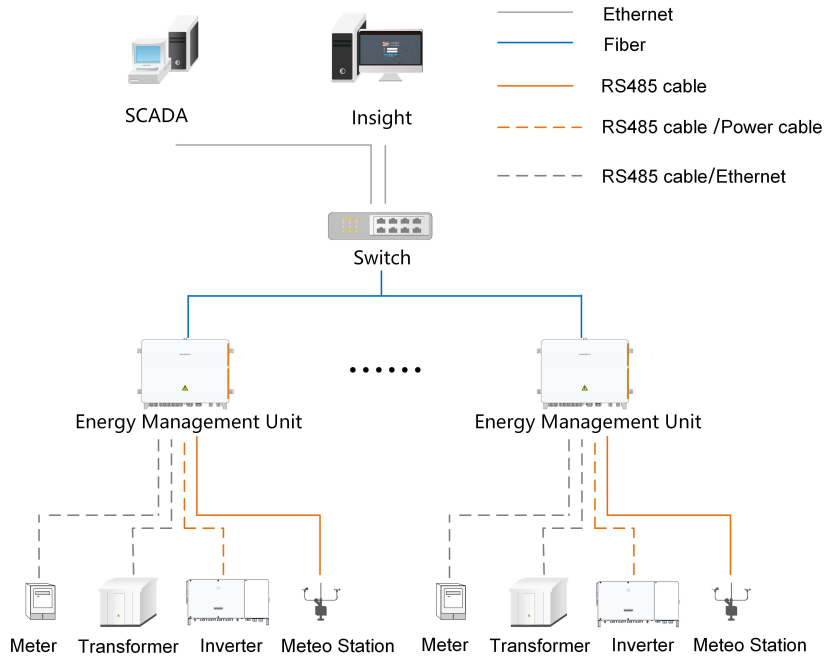 Ethernet
Fiber
RS485 cable
RS485 cable /Power cable
RS485 cable/Ethernet
SCADA
Insight
Switch
Energy Management Unit
Energy Management Unit
Meter
Transformer
Inverter
Meteo Station
Meter
Transformer
Inverter
Meteo Station